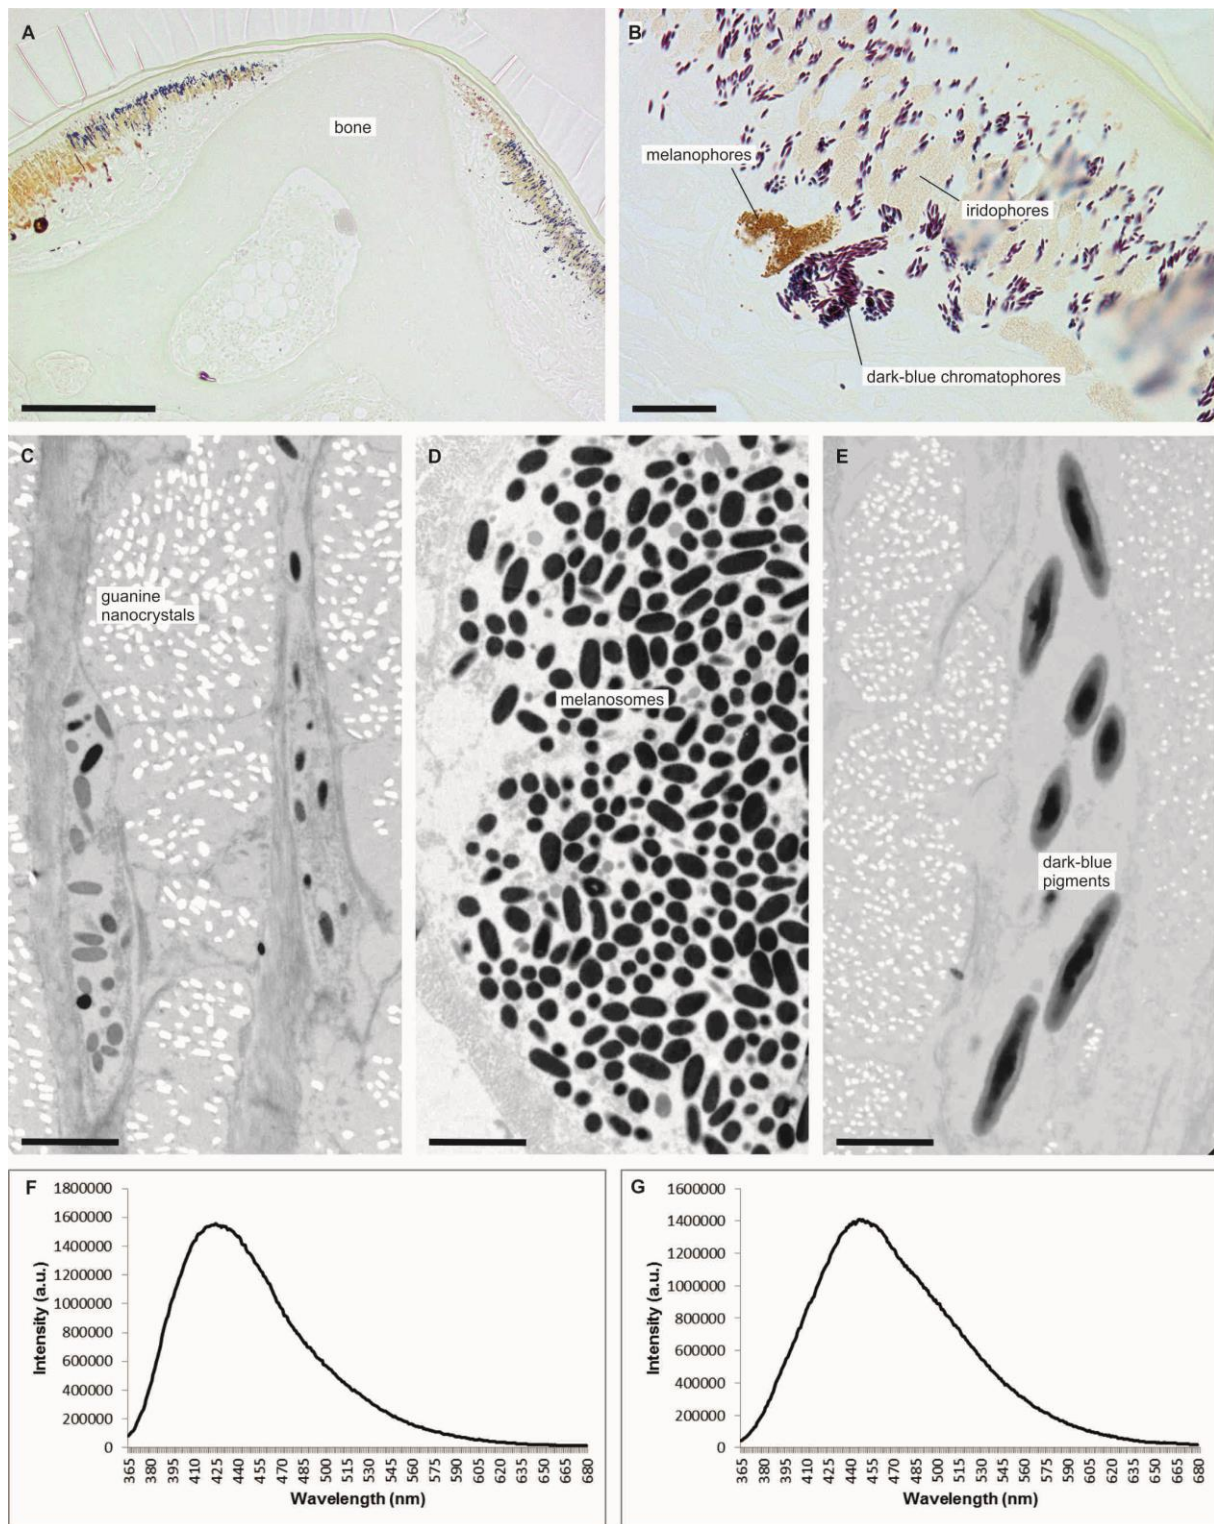 A
bone
B
melanophores
iridophores
dark-blue chromatophores
C
guanine
nanocrystals
D
melanosomes
E
dark-blue
pigments
F
1800000
1600000
1400000
1200000
1000000
800000
600000
400000
200000
0
Intensity (a.u.)
365 380 395 410 425 440 455 470 485 500 515 530 545 560 575 590 605 620 635 650 665 680
Wavelength (nm)
G
1600000
1400000
1200000
1000000
800000
600000
400000
200000
0
Intensity (a.u.)
365 380 395 410 425 440 455 470 485 500 515 530 545 560 575 590 605 620 635 650 665 680
Wavelength (nm)